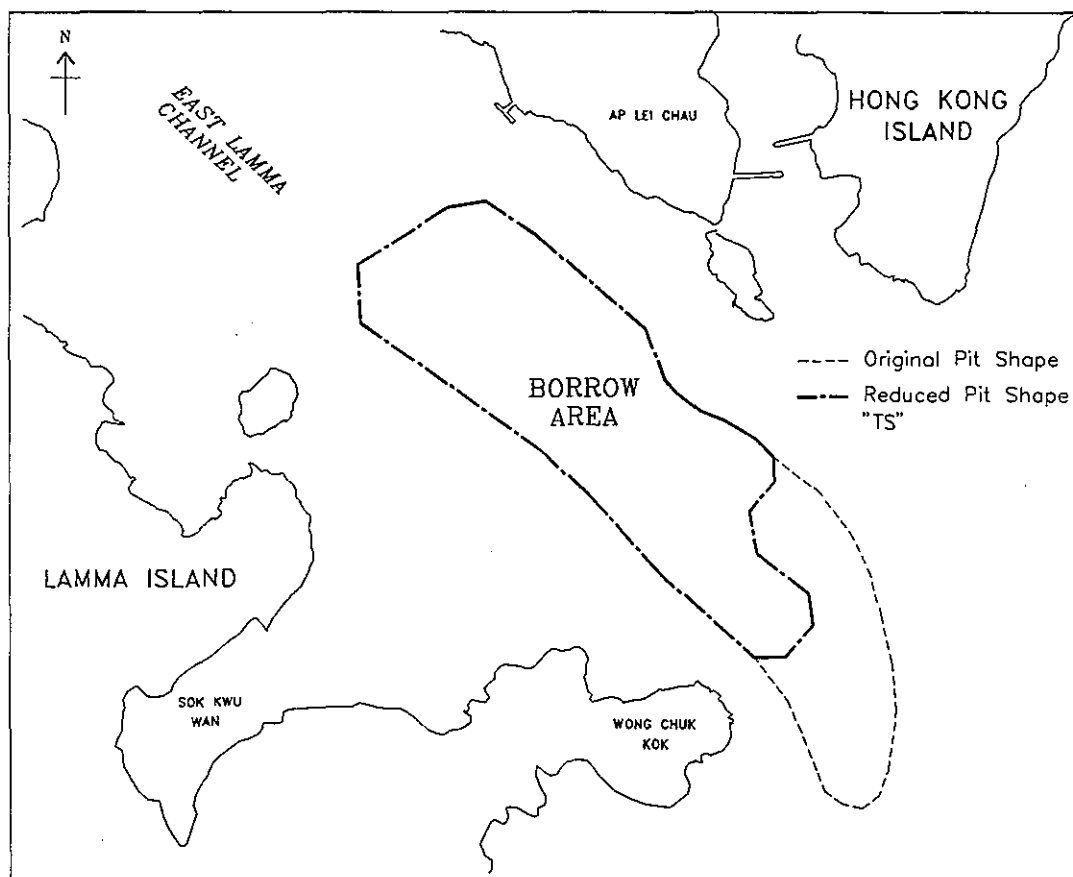 N
EAST LAMMA
CHANNEL
AP LEI CHAU
HONG KONG
ISLAND
Original Pit Shape
Reduced Pit Shape
"TS"
BORROW
AREA
LAMMA ISLAND
SOK KWU
WAN
WONG CHUK
KOK